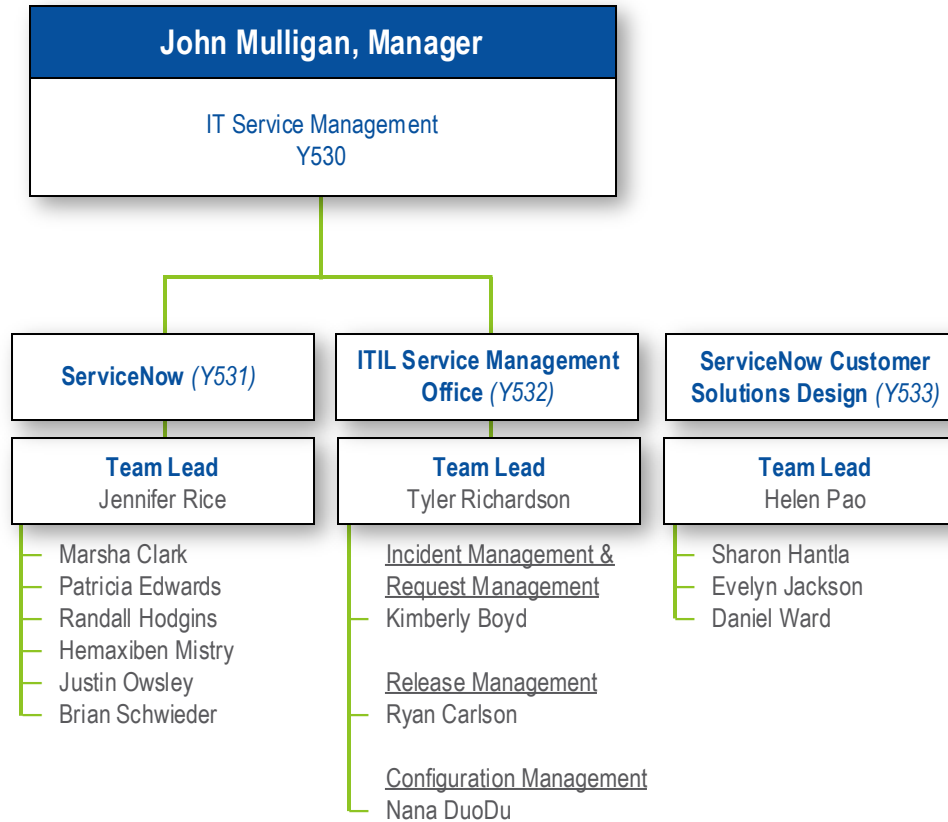 John Mulligan, Manager
IT Service Management
Y530
ServiceNow (Y531)
Team Lead
Jennifer Rice
Marsha Clark
Patricia Edwards
Randall Hodgins
Hemaxiben Mistry
Justin Owsley
Brian Schwieder
ITIL Service Management
Office (Y532)
Team Lead
Tyler Richardson
Incident Management &
Request Management
Kimberly Boyd
Release Management
Ryan Carlson
Configuration Management
Nana DuoDu
ServiceNow Customer
Solutions Design (Y533)
Team Lead
Helen Pao
Sharon Hantla
Evelyn Jackson
Daniel Ward